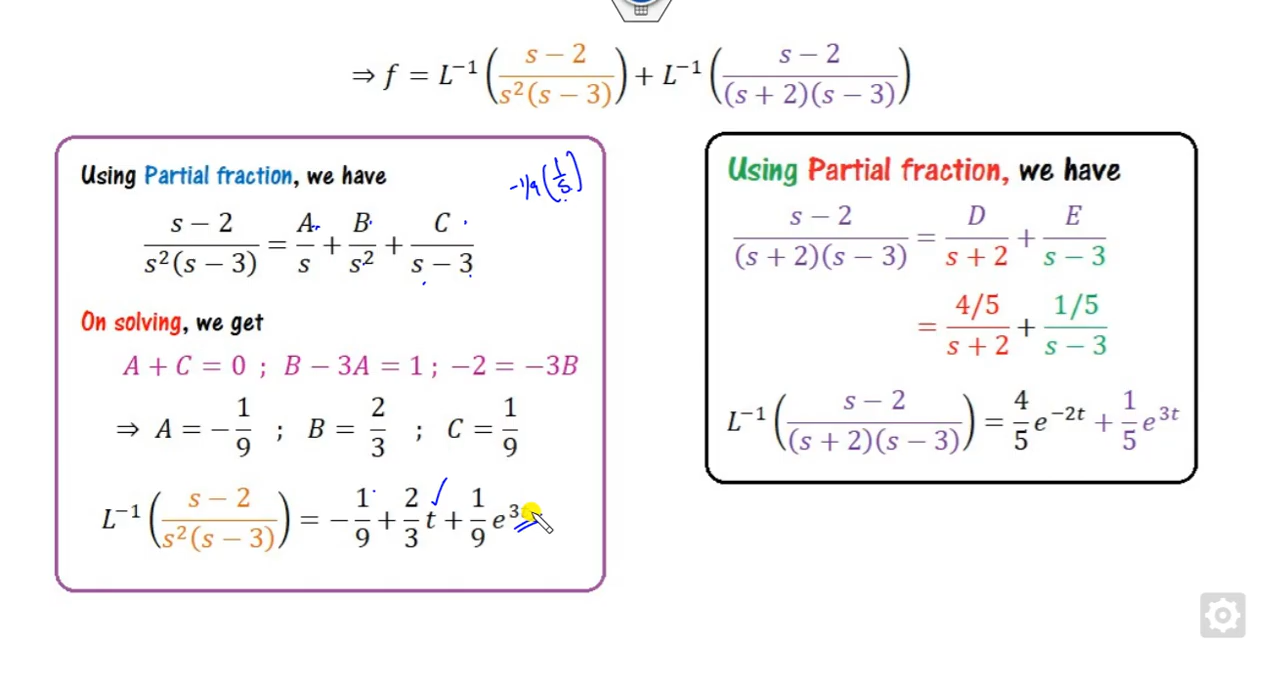 ⇒ f = L⁻¹((s − 2)/(s²(s − 3))) + L⁻¹((s − 2)/((s + 2)(s − 3)))
Using Partial fraction, we have
−1/9 (1/s)
(s − 2)/(s²(s − 3)) = A/s + B/s² + C/(s − 3)
On solving, we get
A + C = 0 ; B − 3A = 1 ; −2 = −3B
⇒ A = −1/9 ; B = 2/3 ; C = 1/9
L⁻¹((s − 2)/(s²(s − 3))) = −1/9 + 2/3 t + 1/9 e³
Using Partial fraction, we have
(s − 2)/((s + 2)(s − 3)) = D/(s + 2) + E/(s − 3)
= (4/5)/(s + 2) + (1/5)/(s − 3)
L⁻¹((s − 2)/((s + 2)(s − 3))) = 4/5 e⁻²ᵗ + 1/5 e³ᵗ